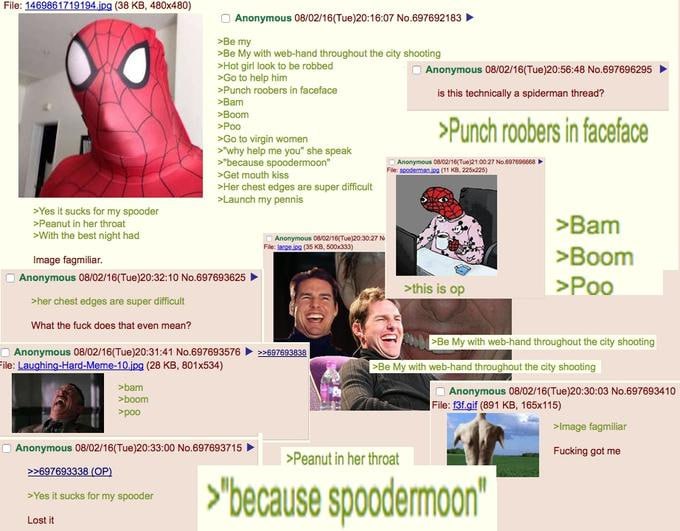 File: 1469861719194.jpg (38 KB, 480x480)
Anonymous 08/02/16(Tue)20:16:07 No.697692183
>Be my
>Be My with web-hand throughout the city shooting
>Hot girl look to be robbed
>Go to help him
>Punch roobers in faceface
>Bam
>Boom
>Poo
>Go to virgin women
>"why help me you" she speak
>"because spoodermoon"
>Get mouth kiss
>Her chest edges are super difficult
>Launch my pennis
>Yes it sucks for my spooder
>Peanut in her throat
>With the best night had
Image fagmiliar.
Anonymous 08/02/16(Tue)20:56:48 No.697696295
is this technically a spiderman thread?
>Punch roobers in faceface
Anonymous 08/02/16(Tue)21:00:27 No.697696668
File: spoderman.jpg (11 KB, 225x225)
>this is op
>Bam
>Boom
>Poo
Anonymous 08/02/16(Tue)20:30:27 N
File: large.jpg (35 KB, 500x333)
Anonymous 08/02/16(Tue)20:32:10 No.697693625
>her chest edges are super difficult
What the fuck does that even mean?
>Be My with web-hand throughout the city shooting
>Be My with web-hand throughout the city shooting
Anonymous 08/02/16(Tue)20:31:41 No.697693576 >>697693838
File: Laughing-Hard-Meme-10.jpg (28 KB, 801x534)
>bam
>boom
>poo
Anonymous 08/02/16(Tue)20:30:03 No.697693410
File: f3f.gif (891 KB, 165x115)
>Image fagmiliar
Fucking got me
Anonymous 08/02/16(Tue)20:33:00 No.697693715
>>697693338 (OP)
>Yes it sucks for my spooder
Lost it
>Peanut in her throat
>"because spoodermoon"